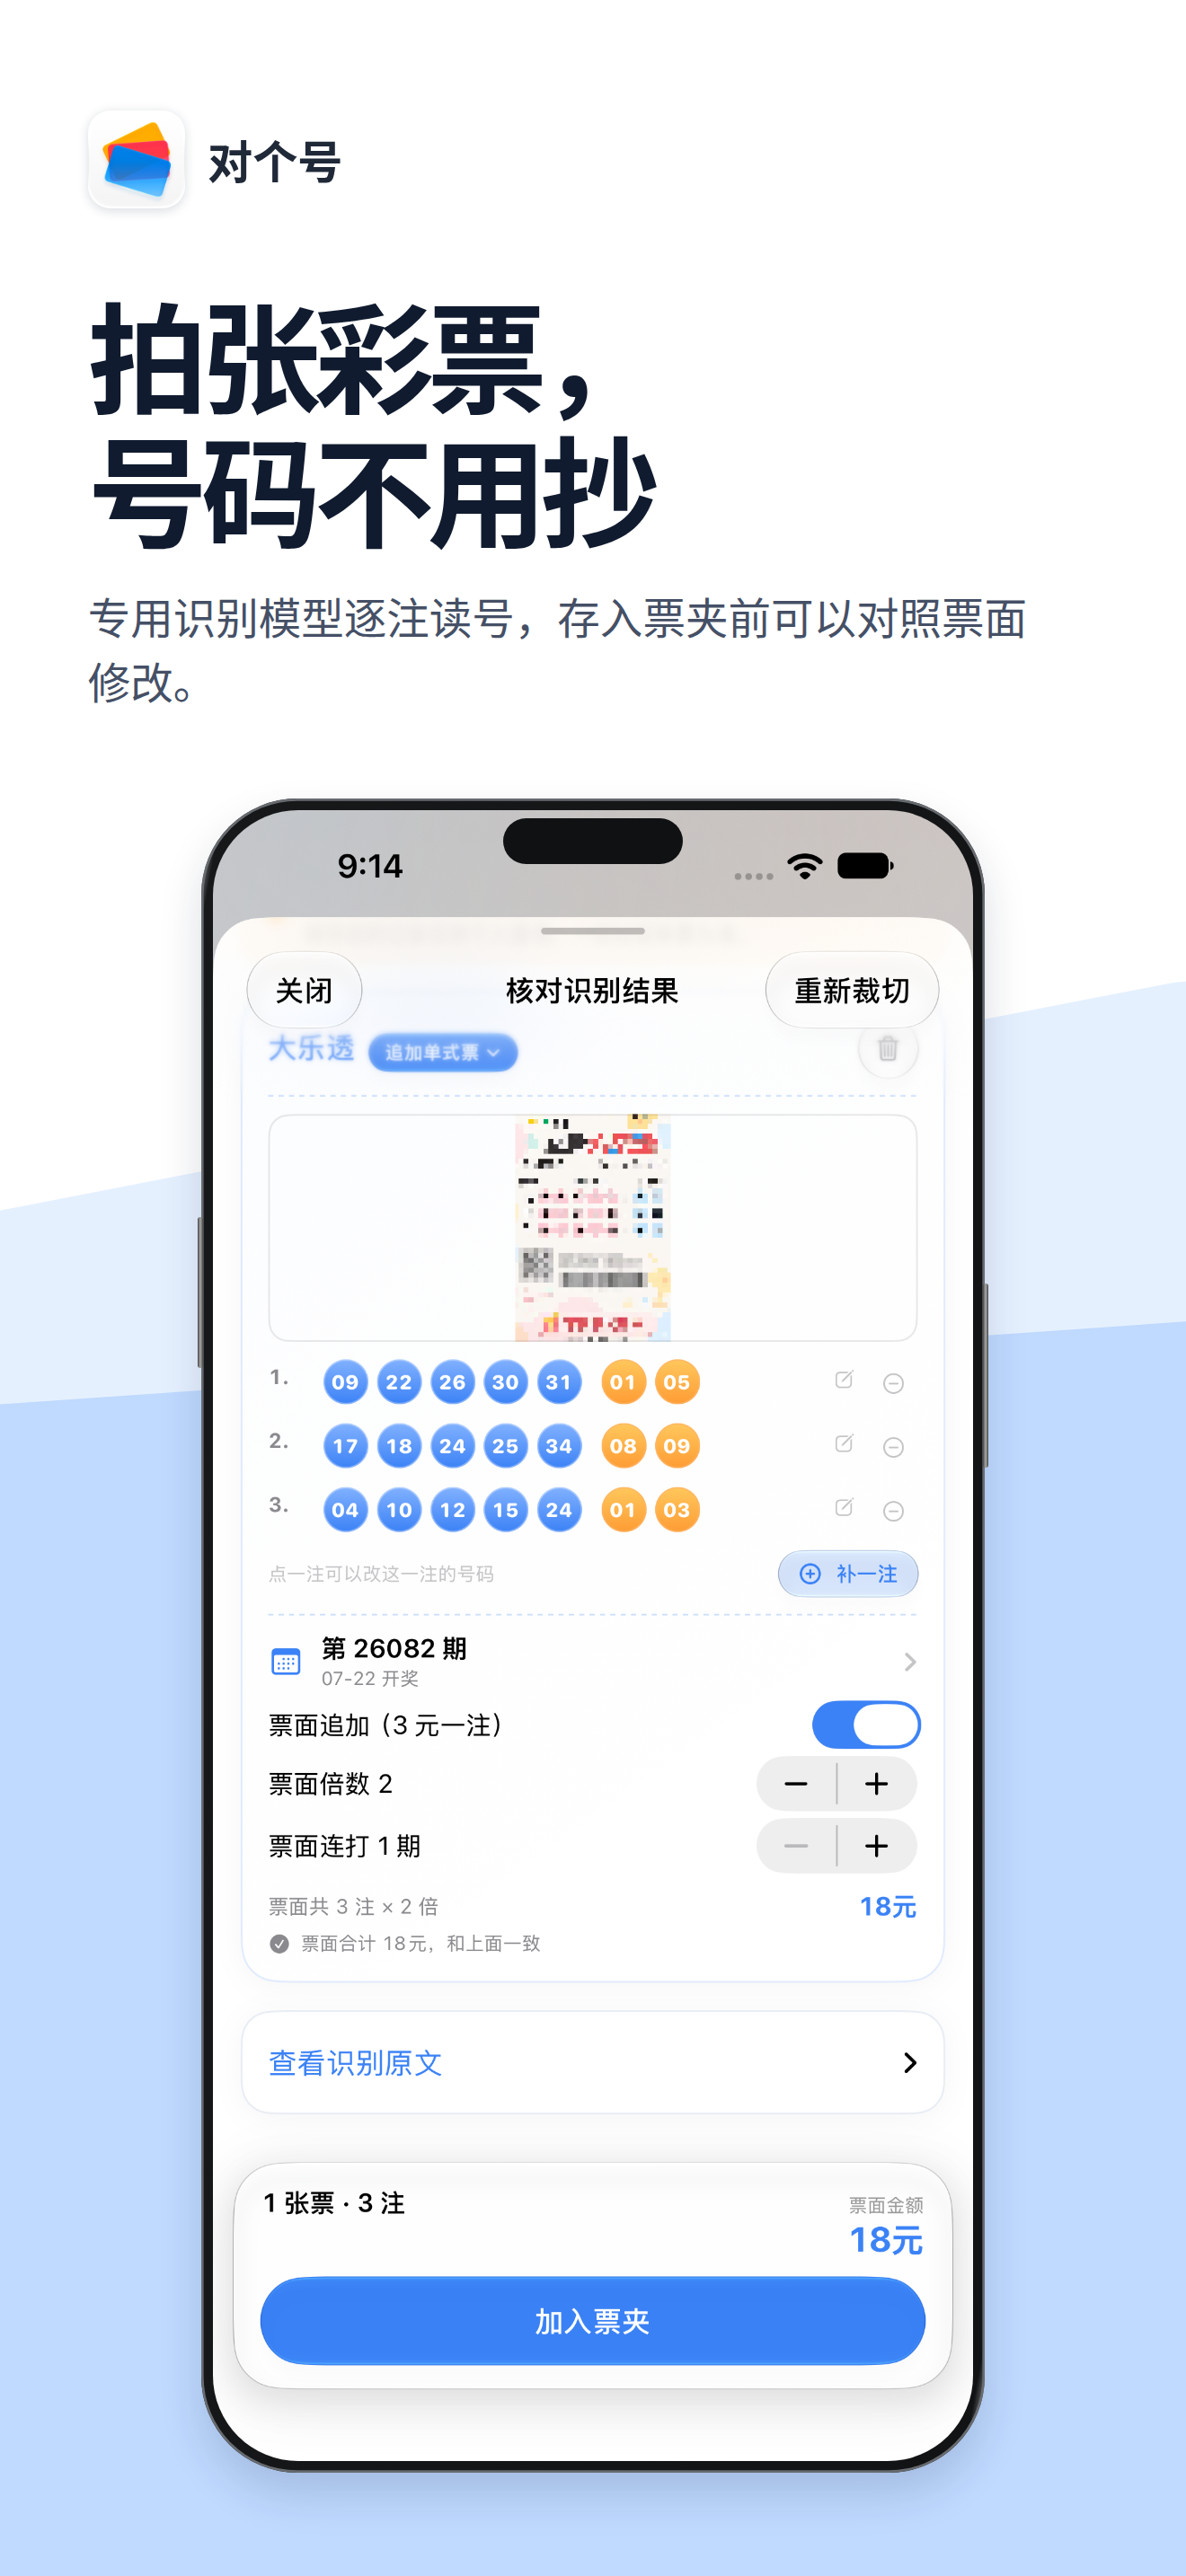 对个号
拍张彩票，
号码不用抄
专用识别模型逐注读号，存入票夹前可以对照票面
修改。
9:14
关闭 核对识别结果 重新裁切
大乐透 追加单式票
1. 09 22 26 30 31 01 05
2. 17 18 24 25 34 08 09
3. 04 10 12 15 24 01 03
点一注可以改这一注的号码 补一注
第 26082 期
07-22 开奖
票面追加（3 元一注）
票面倍数 2
票面连打 1 期
票面共 3 注 × 2 倍 18元
票面合计 18元，和上面一致
查看识别原文
1 张票 · 3 注 票面金额
18元
加入票夹